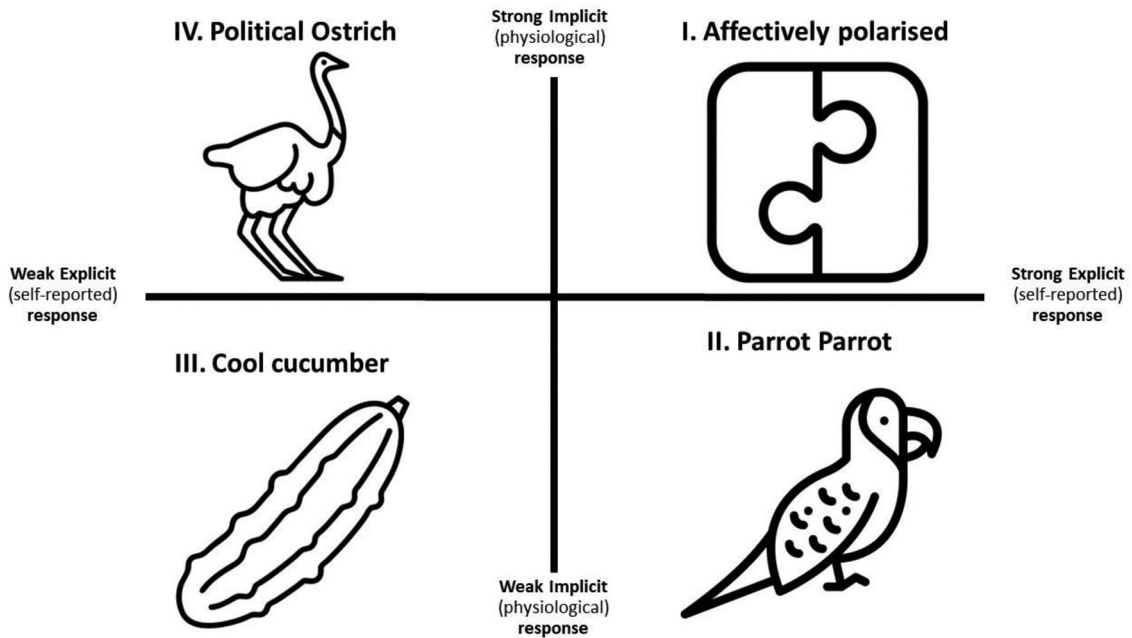 IV. Political Ostrich
Strong Implicit
(physiological)
response
I. Affectively polarised
Weak Explicit
(self-reported)
response
Strong Explicit
(self-reported)
response
III. Cool cucumber
II. Parrot Parrot
Weak Implicit
(physiological)
response